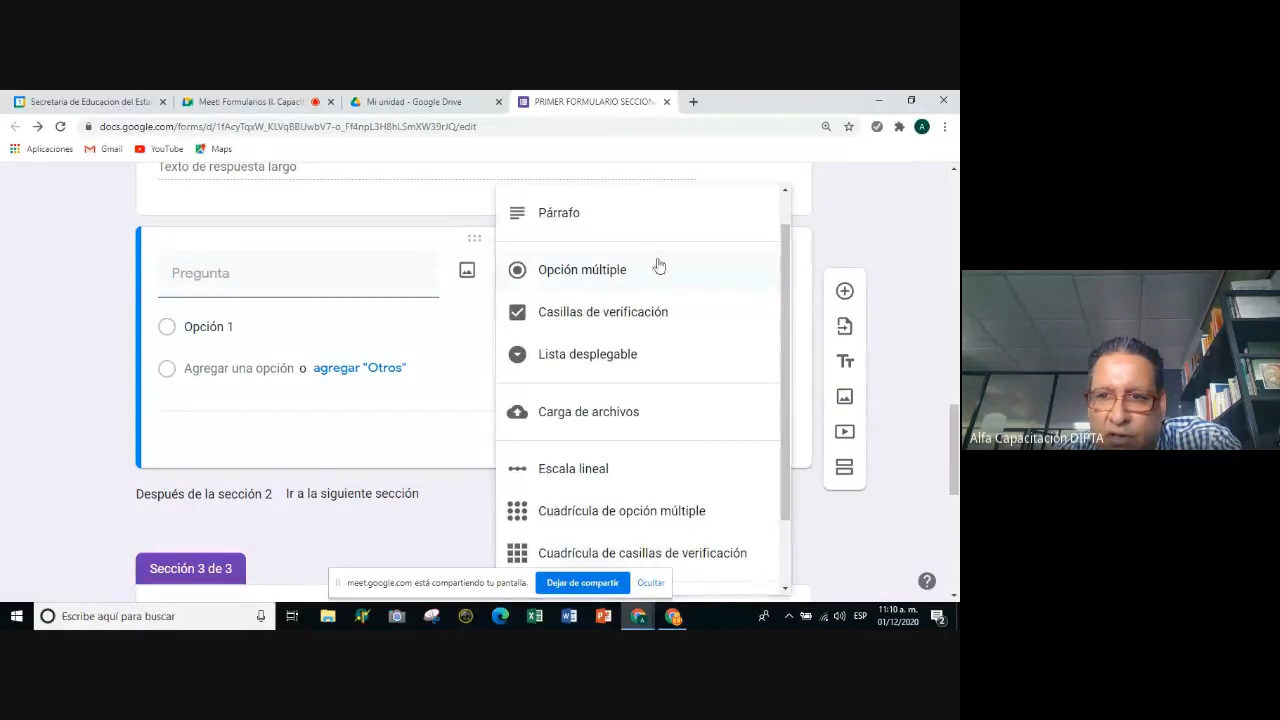 Secretaria de Educacion del Esta
Meet: Formularios II. Capaci
Mi unidad - Google Drive
PRIMER FORMULARIO SECCION
docs.google.com/forms/d/1fAcyTqxW_KLVqBBUwbV7-o_Ff4npL3H8hLSmXW39rJQ/edit
A
Aplicaciones
Gmail
YouTube
Maps
Texto de respuesta largo
Párrafo
Pregunta
Opción múltiple
Opción 1
Casillas de verificación
Agregar una opción o agregar "Otros"
Lista desplegable
Carga de archivos
Escala lineal
Después de la sección 2 Ir a la siguiente sección
Cuadrícula de opción múltiple
Cuadrícula de casillas de verificación
Sección 3 de 3
meet.google.com está compartiendo tu pantalla.
Dejar de compartir
Ocultar
Tт
Alfa Capacitación DIPTA
Escribe aquí para buscar
ESP
11:10 a. m.
01/12/2020
2